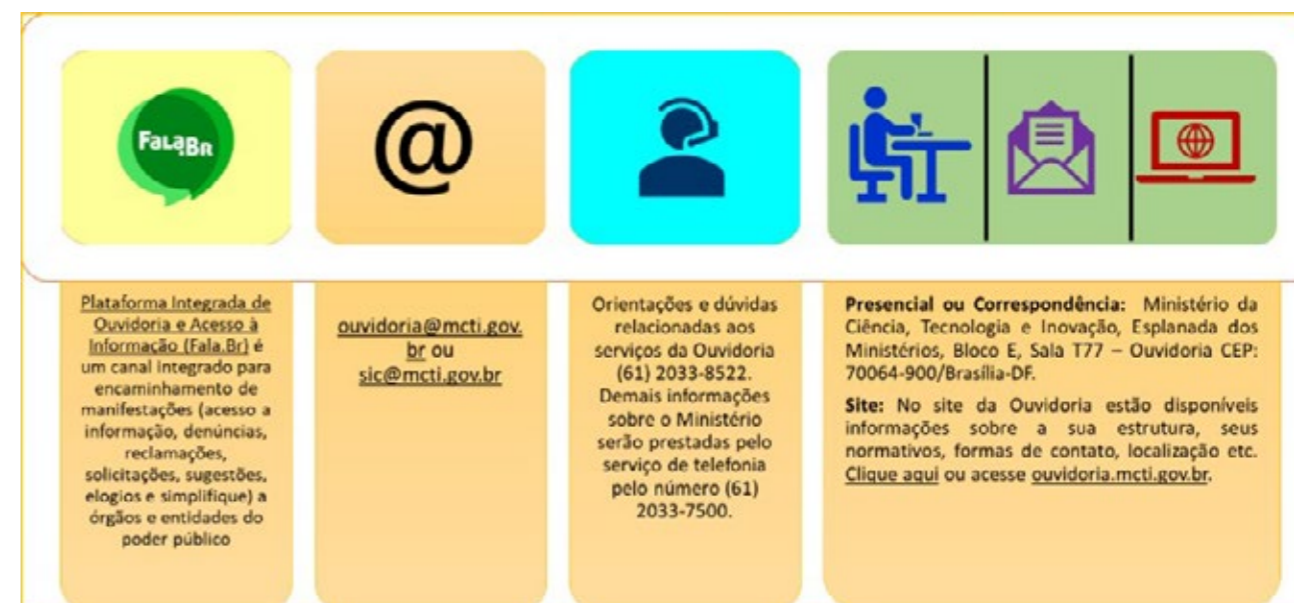 FALA.BR
@
Plataforma Integrada de
Ouvidoria e Acesso à
Informação (Fala.Br) é
um canal integrado para
encaminhamento de
manifestações (acesso a
informação, denúncias,
reclamações,
solicitações, sugestões,
elogios e simplifique) a
órgãos e entidades do
poder público
ouvidoria@mcti.gov.
br ou
sic@mcti.gov.br
Orientações e dúvidas
relacionadas aos
serviços da Ouvidoria
(61) 2033-8522.
Demais informações
sobre o Ministério
serão prestadas pelo
serviço de telefonia
pelo número (61)
2033-7500.
Presencial ou Correspondência: Ministério da
Ciência, Tecnologia e Inovação, Esplanada dos
Ministérios, Bloco E, Sala T77 – Ouvidoria CEP:
70064-900/Brasília-DF.
Site: No site da Ouvidoria estão disponíveis
informações sobre a sua estrutura, seus
normativos, formas de contato, localização etc.
Clique aqui ou acesse ouvidoria.mcti.gov.br.